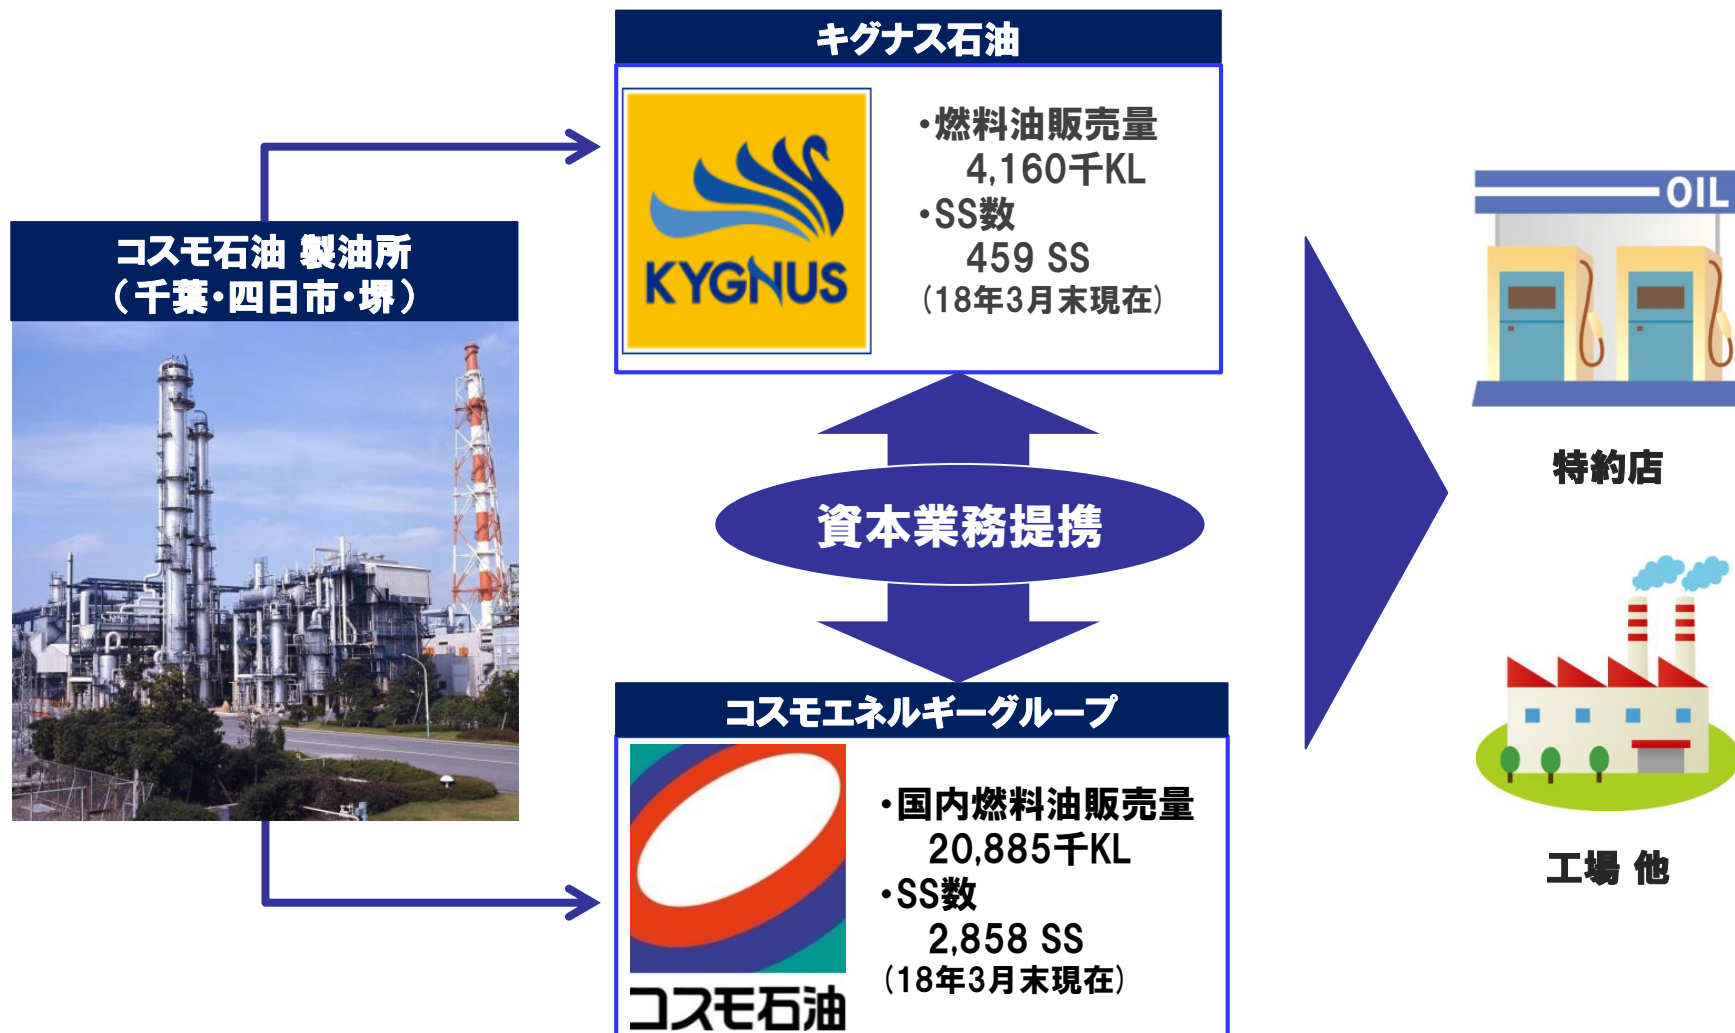 キグナス石油
KYGNUS
・燃料油販売量
4,160千KL
・SS数
459 SS
(18年3月末現在)
コスモ石油 製油所
(千葉・四日市・堺)
資本業務提携
コスモエネルギーグループ
コスモ石油
・国内燃料油販売量
20,885千KL
・SS数
2,858 SS
(18年3月末現在)
OIL
特約店
工場 他